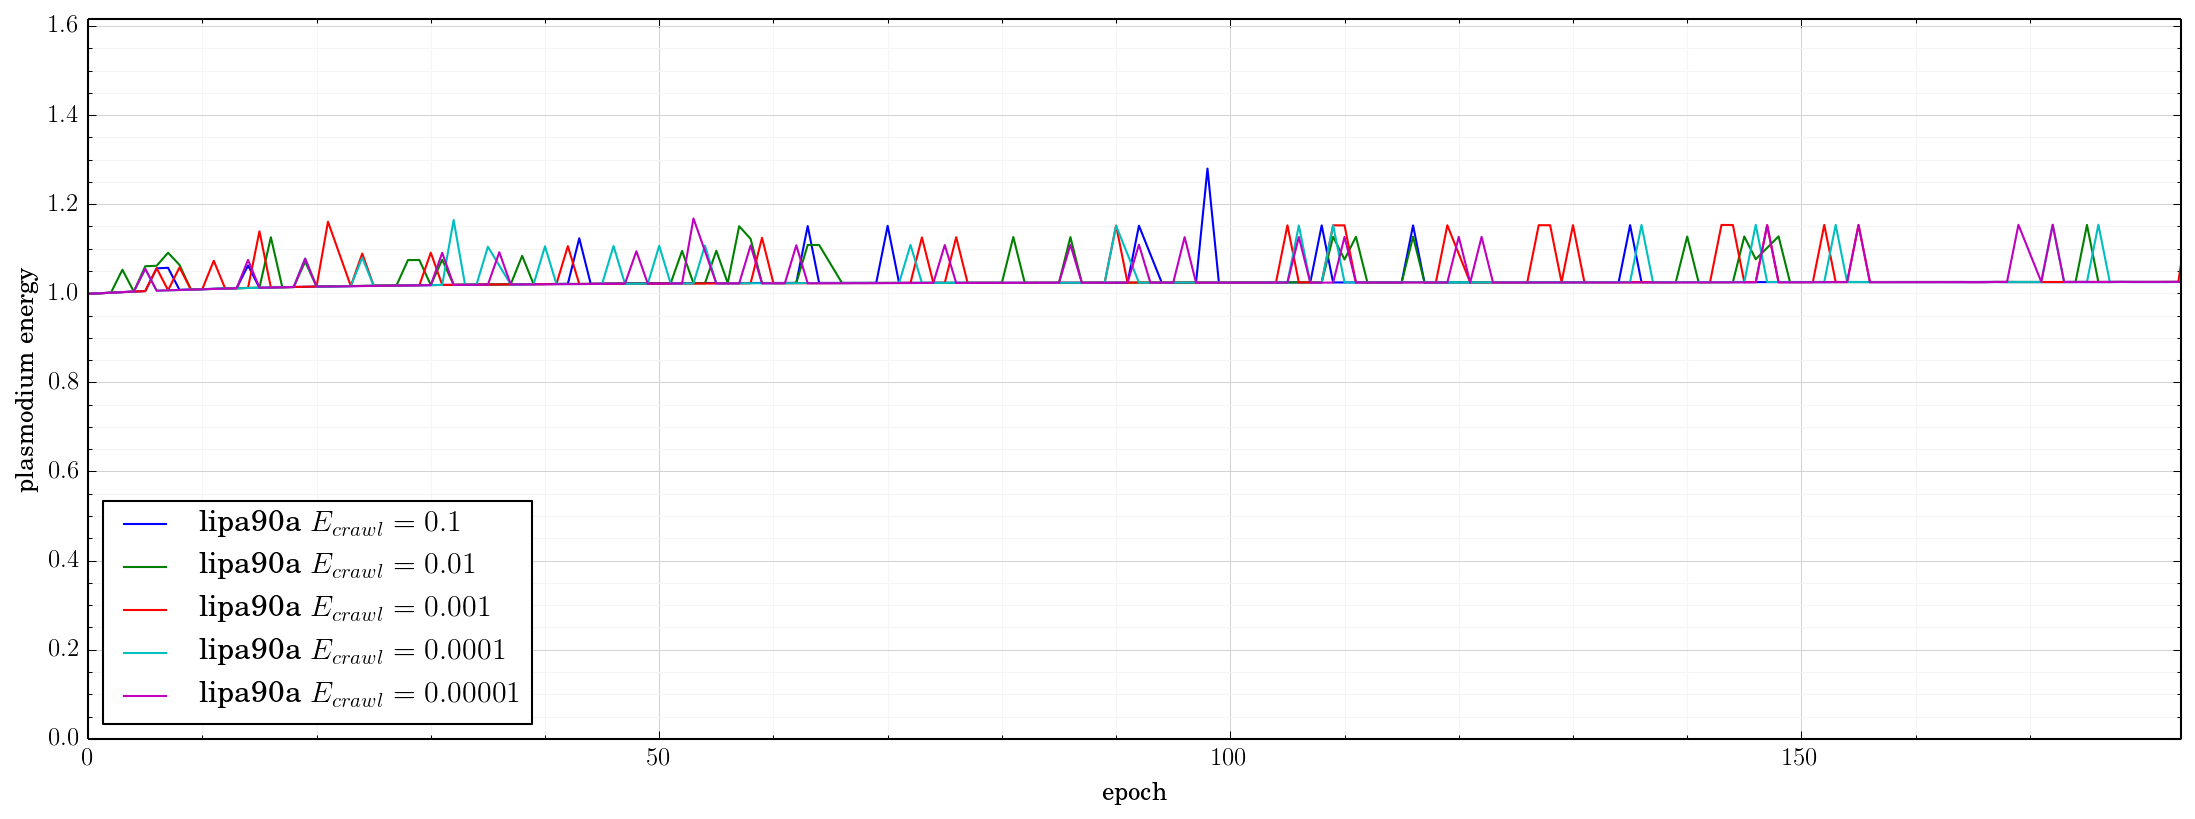 1.6
1.4
1.2
1.0
0.8
0.6
0.4
0.2
0.0
plasmodium energy
lipa90a E_crawl = 0.1
lipa90a E_crawl = 0.01
lipa90a E_crawl = 0.001
lipa90a E_crawl = 0.0001
lipa90a E_crawl = 0.00001
0 50 100 150
epoch